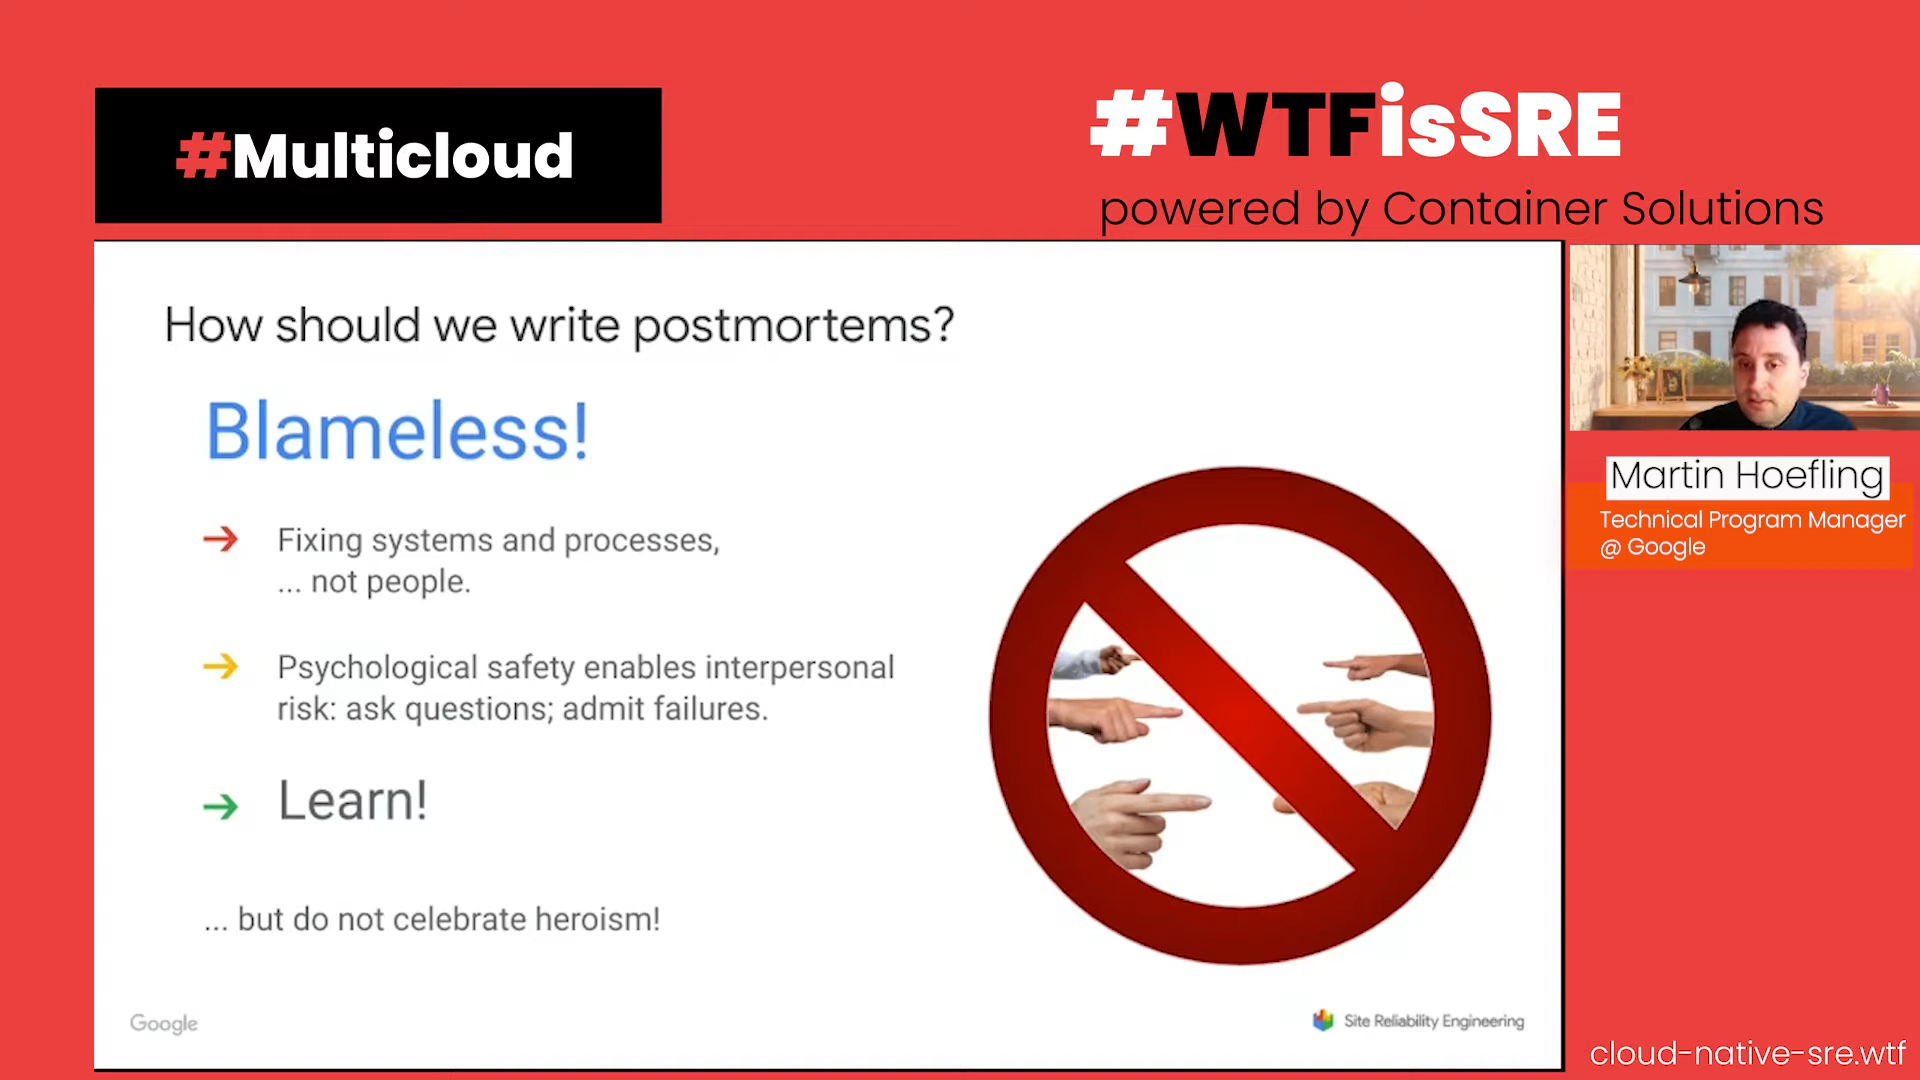 #Multicloud
#WTFisSRE
powered by Container Solutions
How should we write postmortems?
Blameless!
→ Fixing systems and processes,
... not people.
→ Psychological safety enables interpersonal
risk: ask questions; admit failures.
→ Learn!
... but do not celebrate heroism!
Google
Site Reliability Engineering
Martin Hoefling
Technical Program Manager
@ Google
cloud-native-sre.wtf